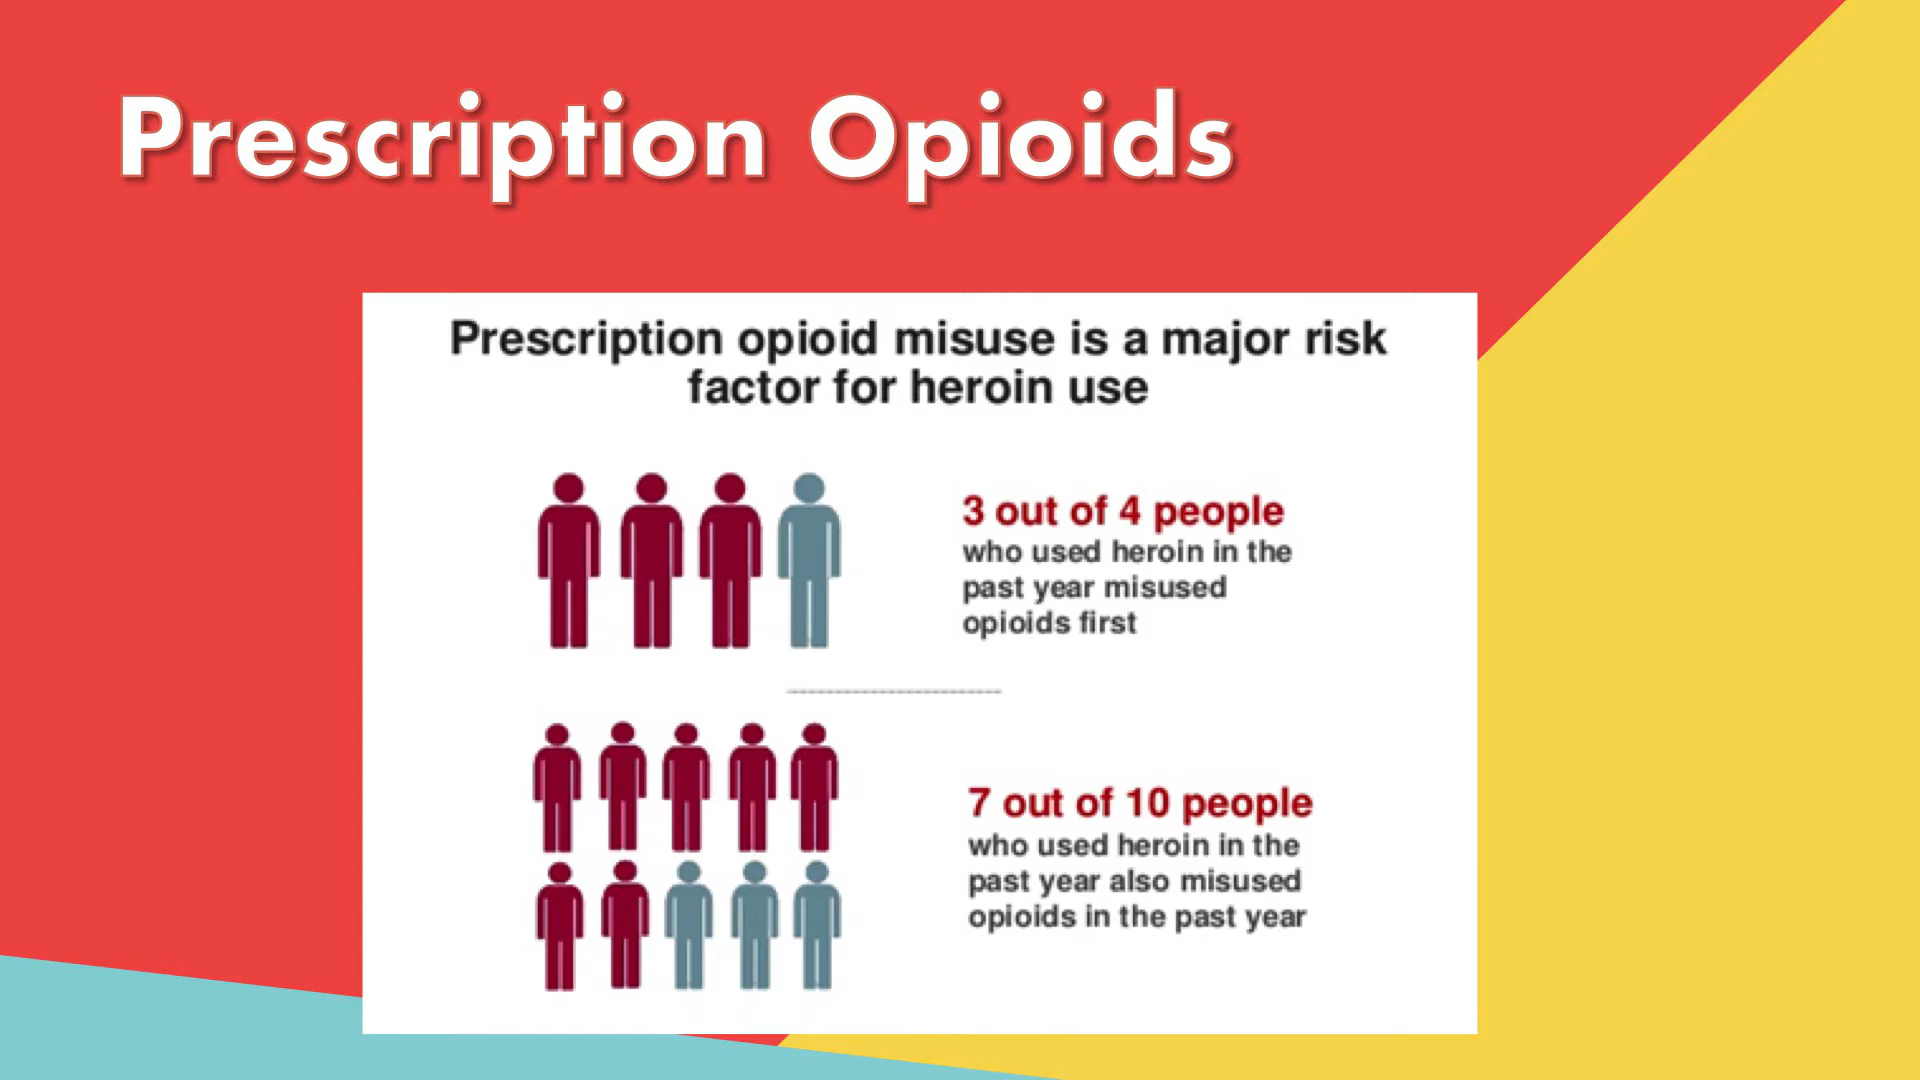 Prescription Opioids
Prescription opioid misuse is a major risk
factor for heroin use
3 out of 4 people
who used heroin in the
past year misused
opioids first
7 out of 10 people
who used heroin in the
past year also misused
opioids in the past year